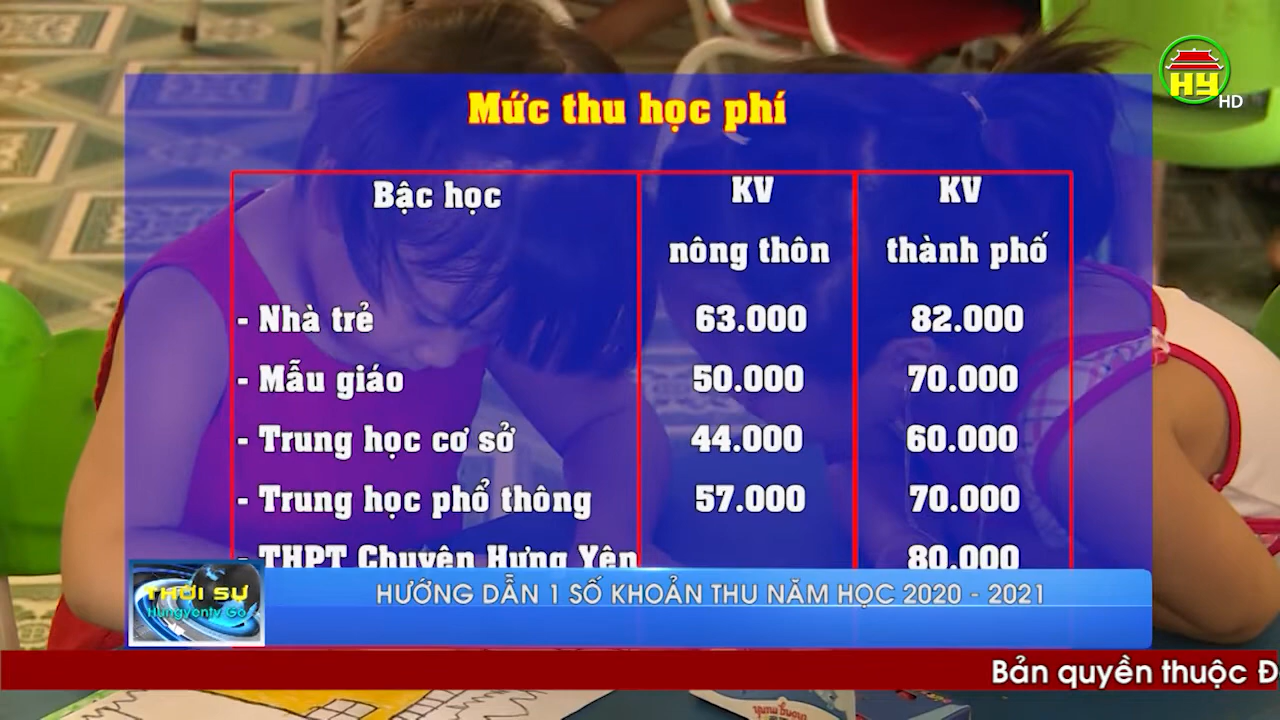 HY
HD
Mức thu học phí
Bậc học KV nông thôn KV thành phố
- Nhà trẻ 63.000 82.000
- Mẫu giáo 50.000 70.000
- Trung học cơ sở 44.000 60.000
- Trung học phổ thông 57.000 70.000
- THPT Chuyên Hưng Yên 80.000
THỜI SỰ
Hungyentv Go
HƯỚNG DẪN 1 SỐ KHOẢN THU NĂM HỌC 2020 - 2021
Bản quyền thuộc Đ